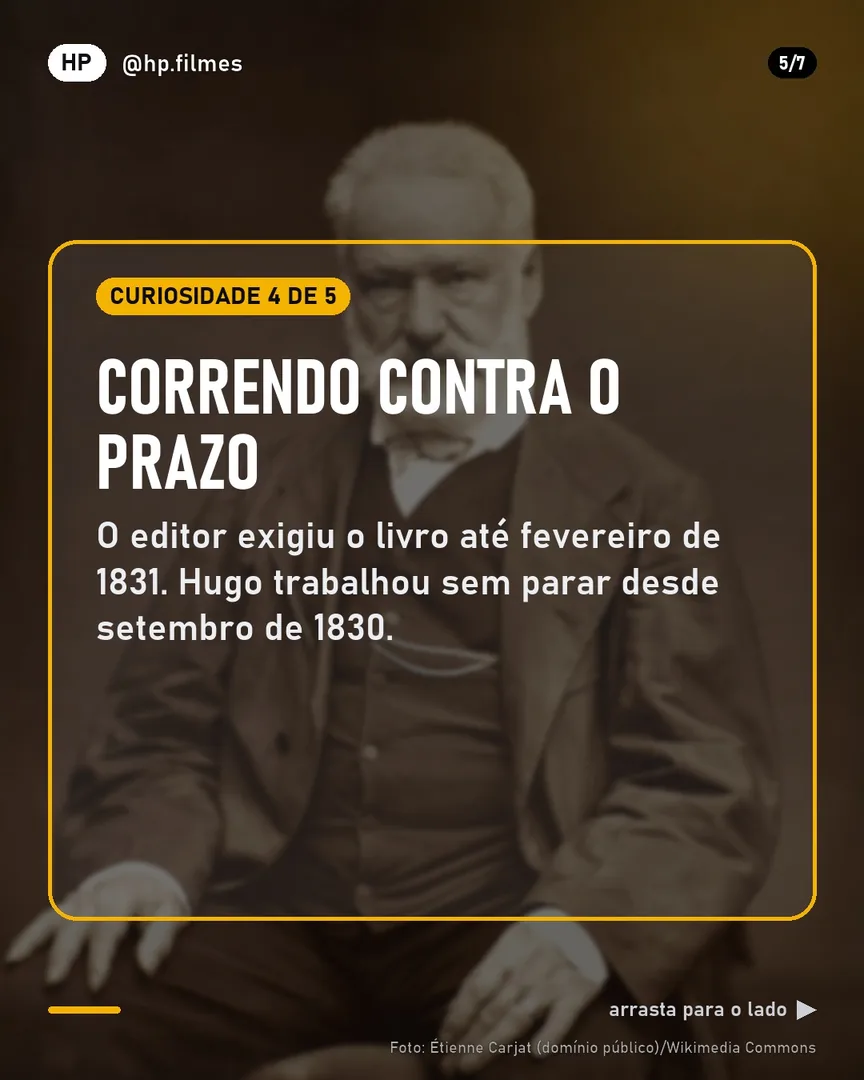 HP @hp.filmes
5/7
CURIOSIDADE 4 DE 5
CORRENDO CONTRA O
PRAZO
O editor exigiu o livro até fevereiro de
1831. Hugo trabalhou sem parar desde
setembro de 1830.
arrasta para o lado ▶
Foto: Étienne Carjat (domínio público)/Wikimedia Commons